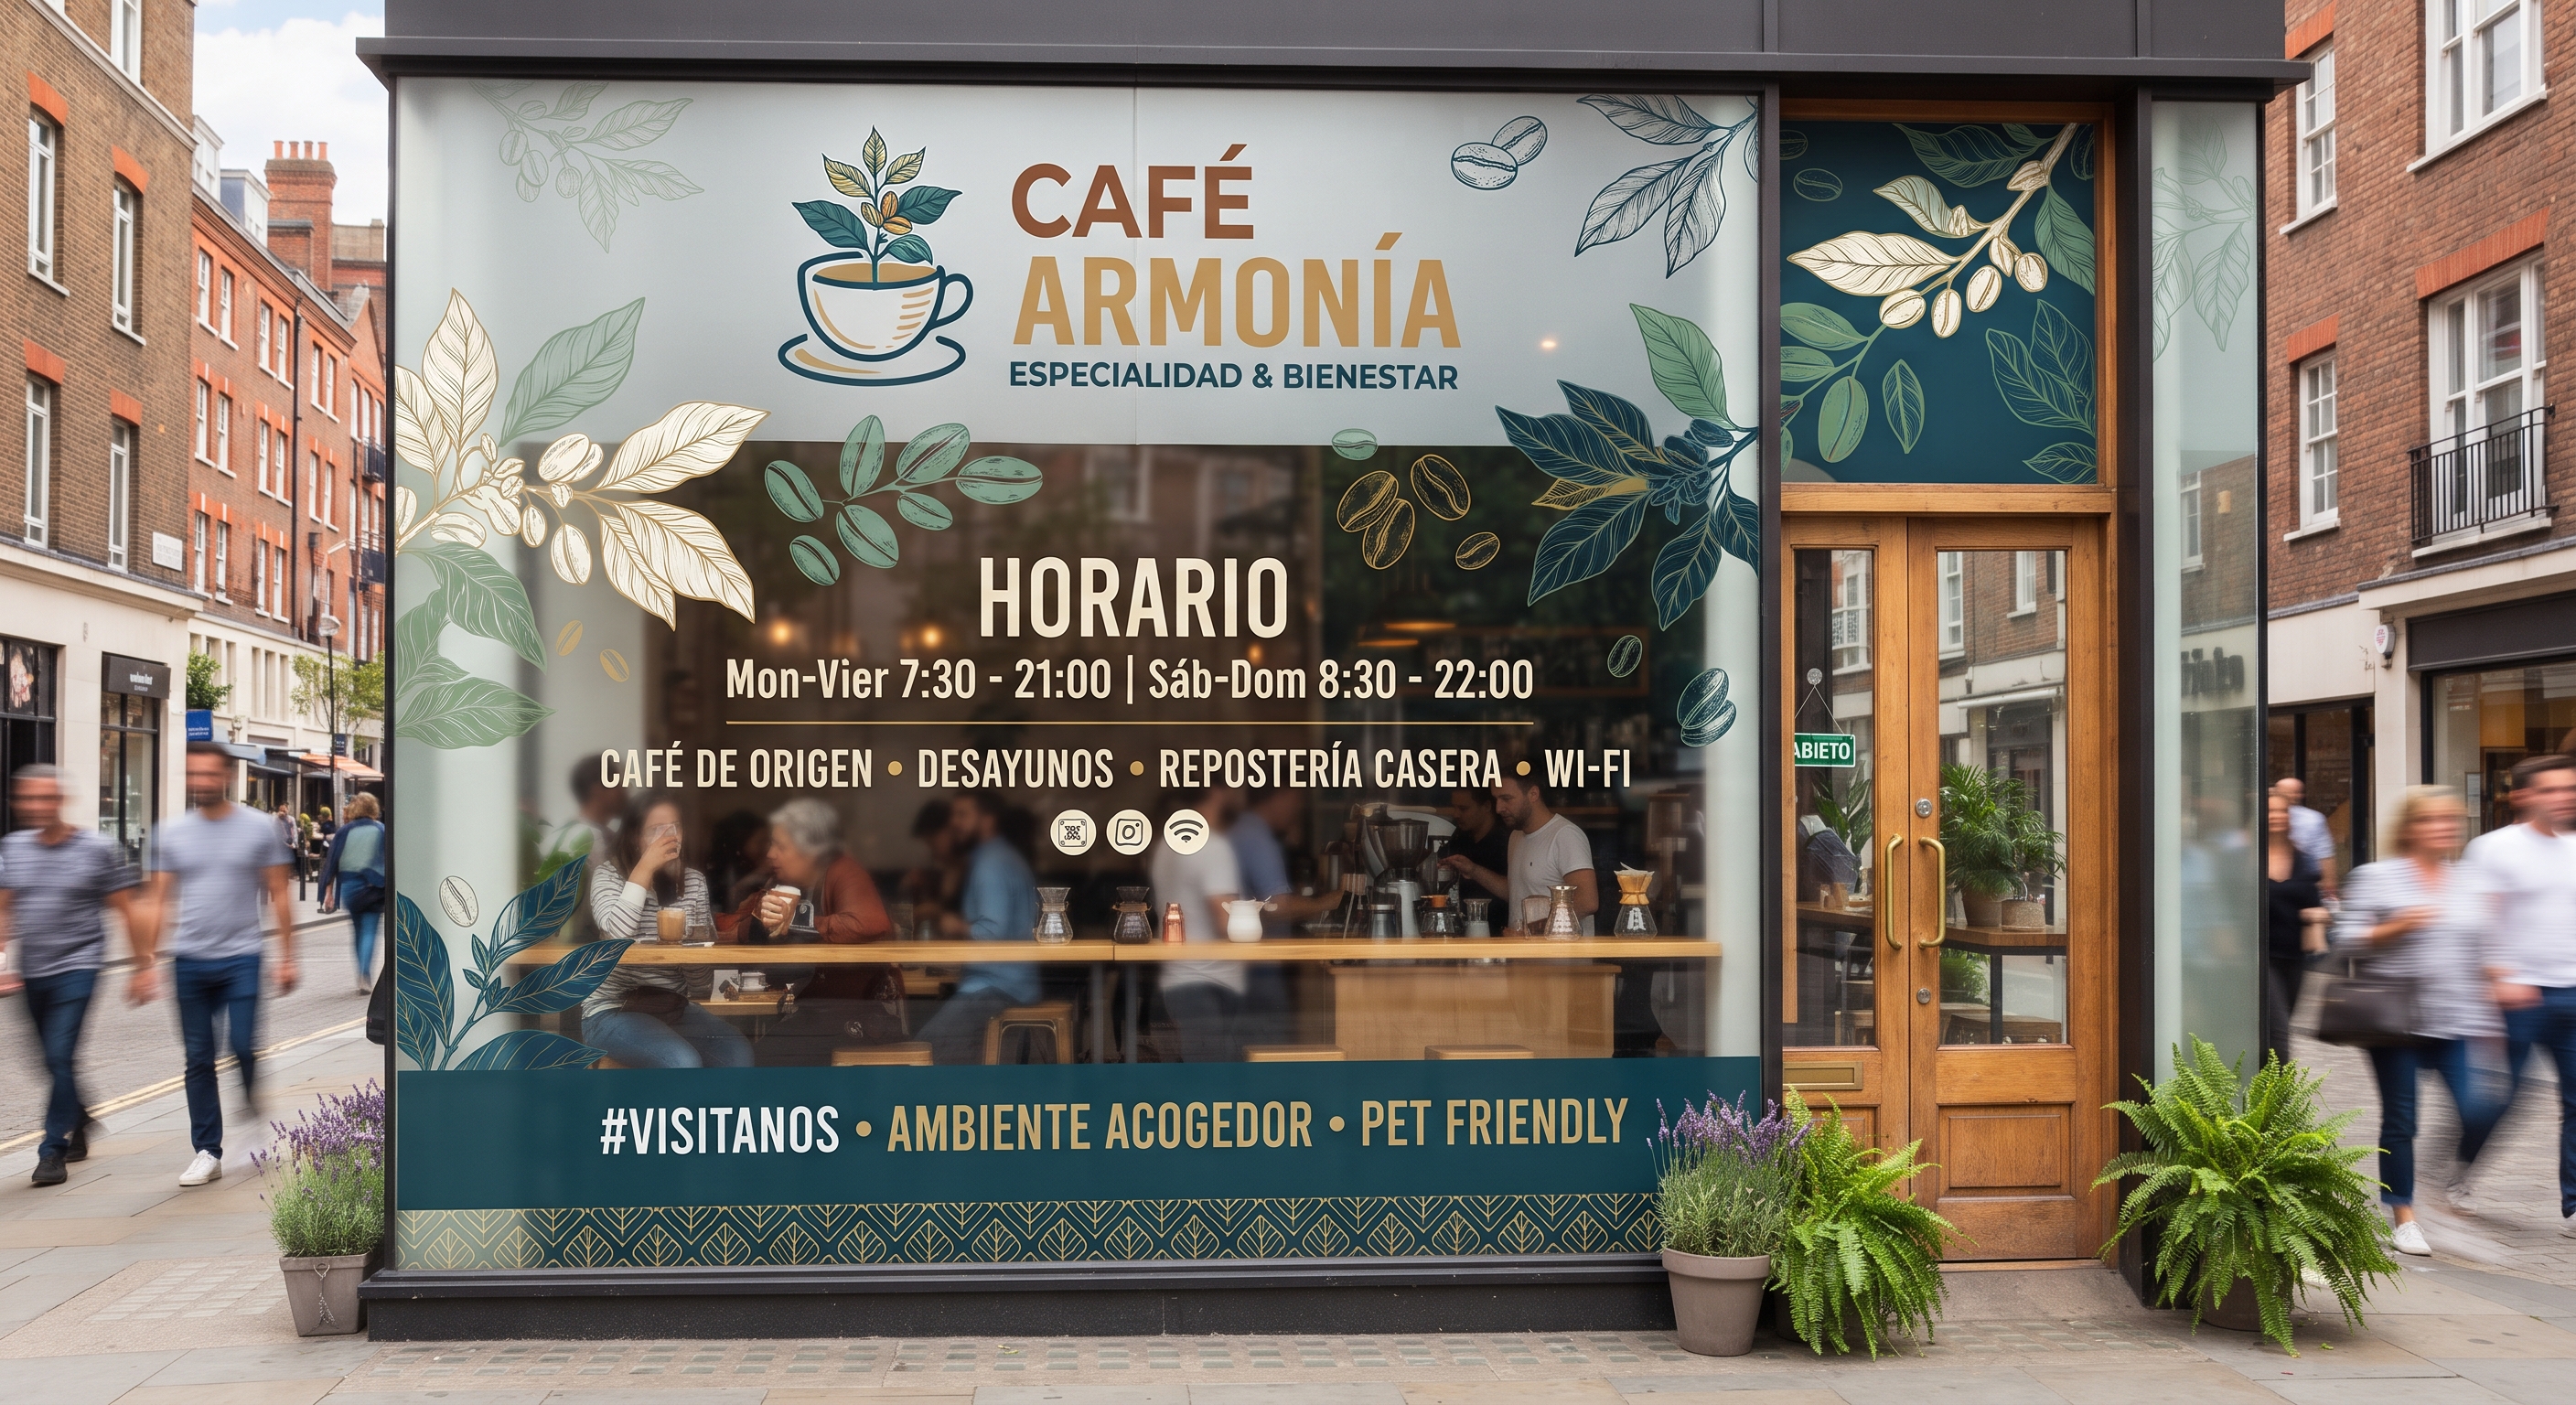 CAFÉ
ARMONÍA
ESPECIALIDAD & BIENESTAR
HORARIO
Mon-Vier 7:30 - 21:00 | Sáb-Dom 8:30 - 22:00
CAFÉ DE ORIGEN • DESAYUNOS • REPOSTERÍA CASERA • WI-FI
#VISITANOS • AMBIENTE ACOGEDOR • PET FRIENDLY
ABIETO